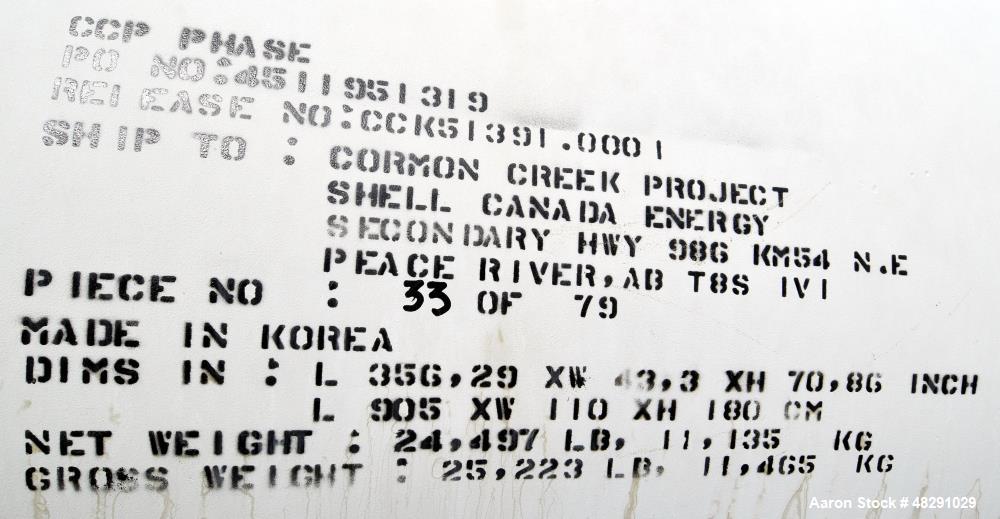 CCP PHASE
PO NO:4511951319
RELEASE NO:CCK51391.0001
SHIP TO : CORMON CREEK PROJECT
SHELL CANADA ENERGY
SECONDARY HWY 986 KM54 N.E
PEACE RIVER,AB T8S 1V1
PIECE NO : 33 OF 79
MADE IN KOREA
DIMS IN : L 356,29 XW 43,3 XH 70,86 INCH
L 905 XW 110 XH 180 CM
NET WEIGHT : 24,497 LB, 11,135 KG
GROSS WEIGHT : 25,223 LB, 11,465 KG
Aaron Stock # 48291029